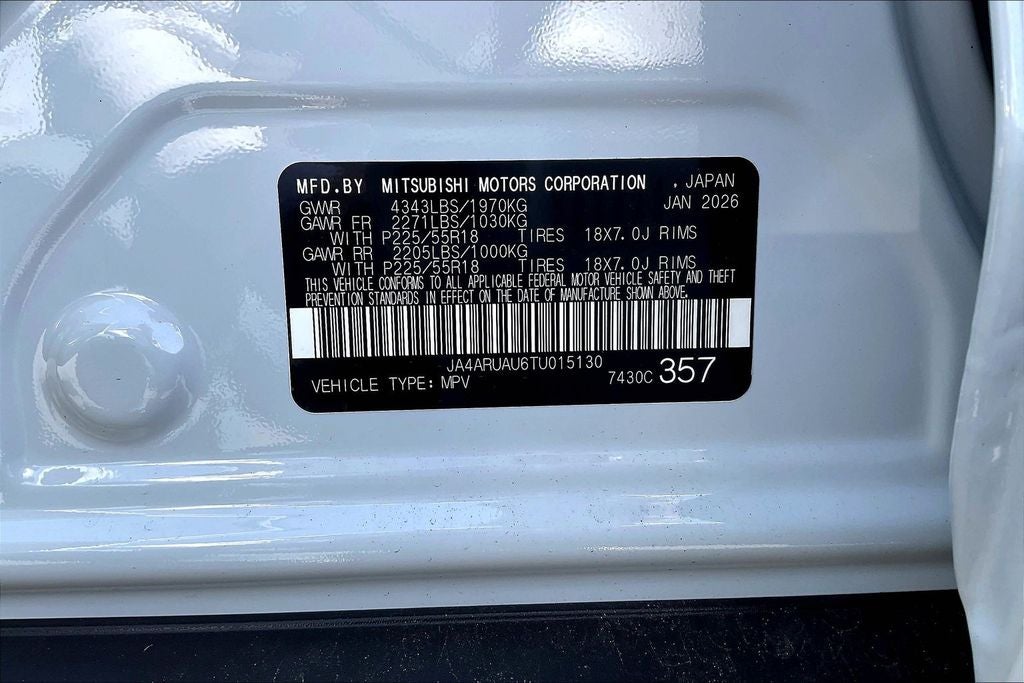 MFD.BY MITSUBISHI MOTORS CORPORATION , JAPAN
GVWR 4343LBS/1970KG JAN 2026
GAWR FR 2271LBS/1030KG
WITH P225/55R18 TIRES 18X7.0J RIMS
GAWR RR 2205LBS/1000KG
WITH P225/55R18 TIRES 18X7.0J RIMS
THIS VEHICLE CONFORMS TO ALL APPLICABLE FEDERAL MOTOR VEHICLE SAFETY AND THEFT
PREVENTION STANDARDS IN EFFECT ON THE DATE OF MANUFACTURE SHOWN ABOVE.
JA4ARUAU6TU015130
VEHICLE TYPE: MPV 7430C 357